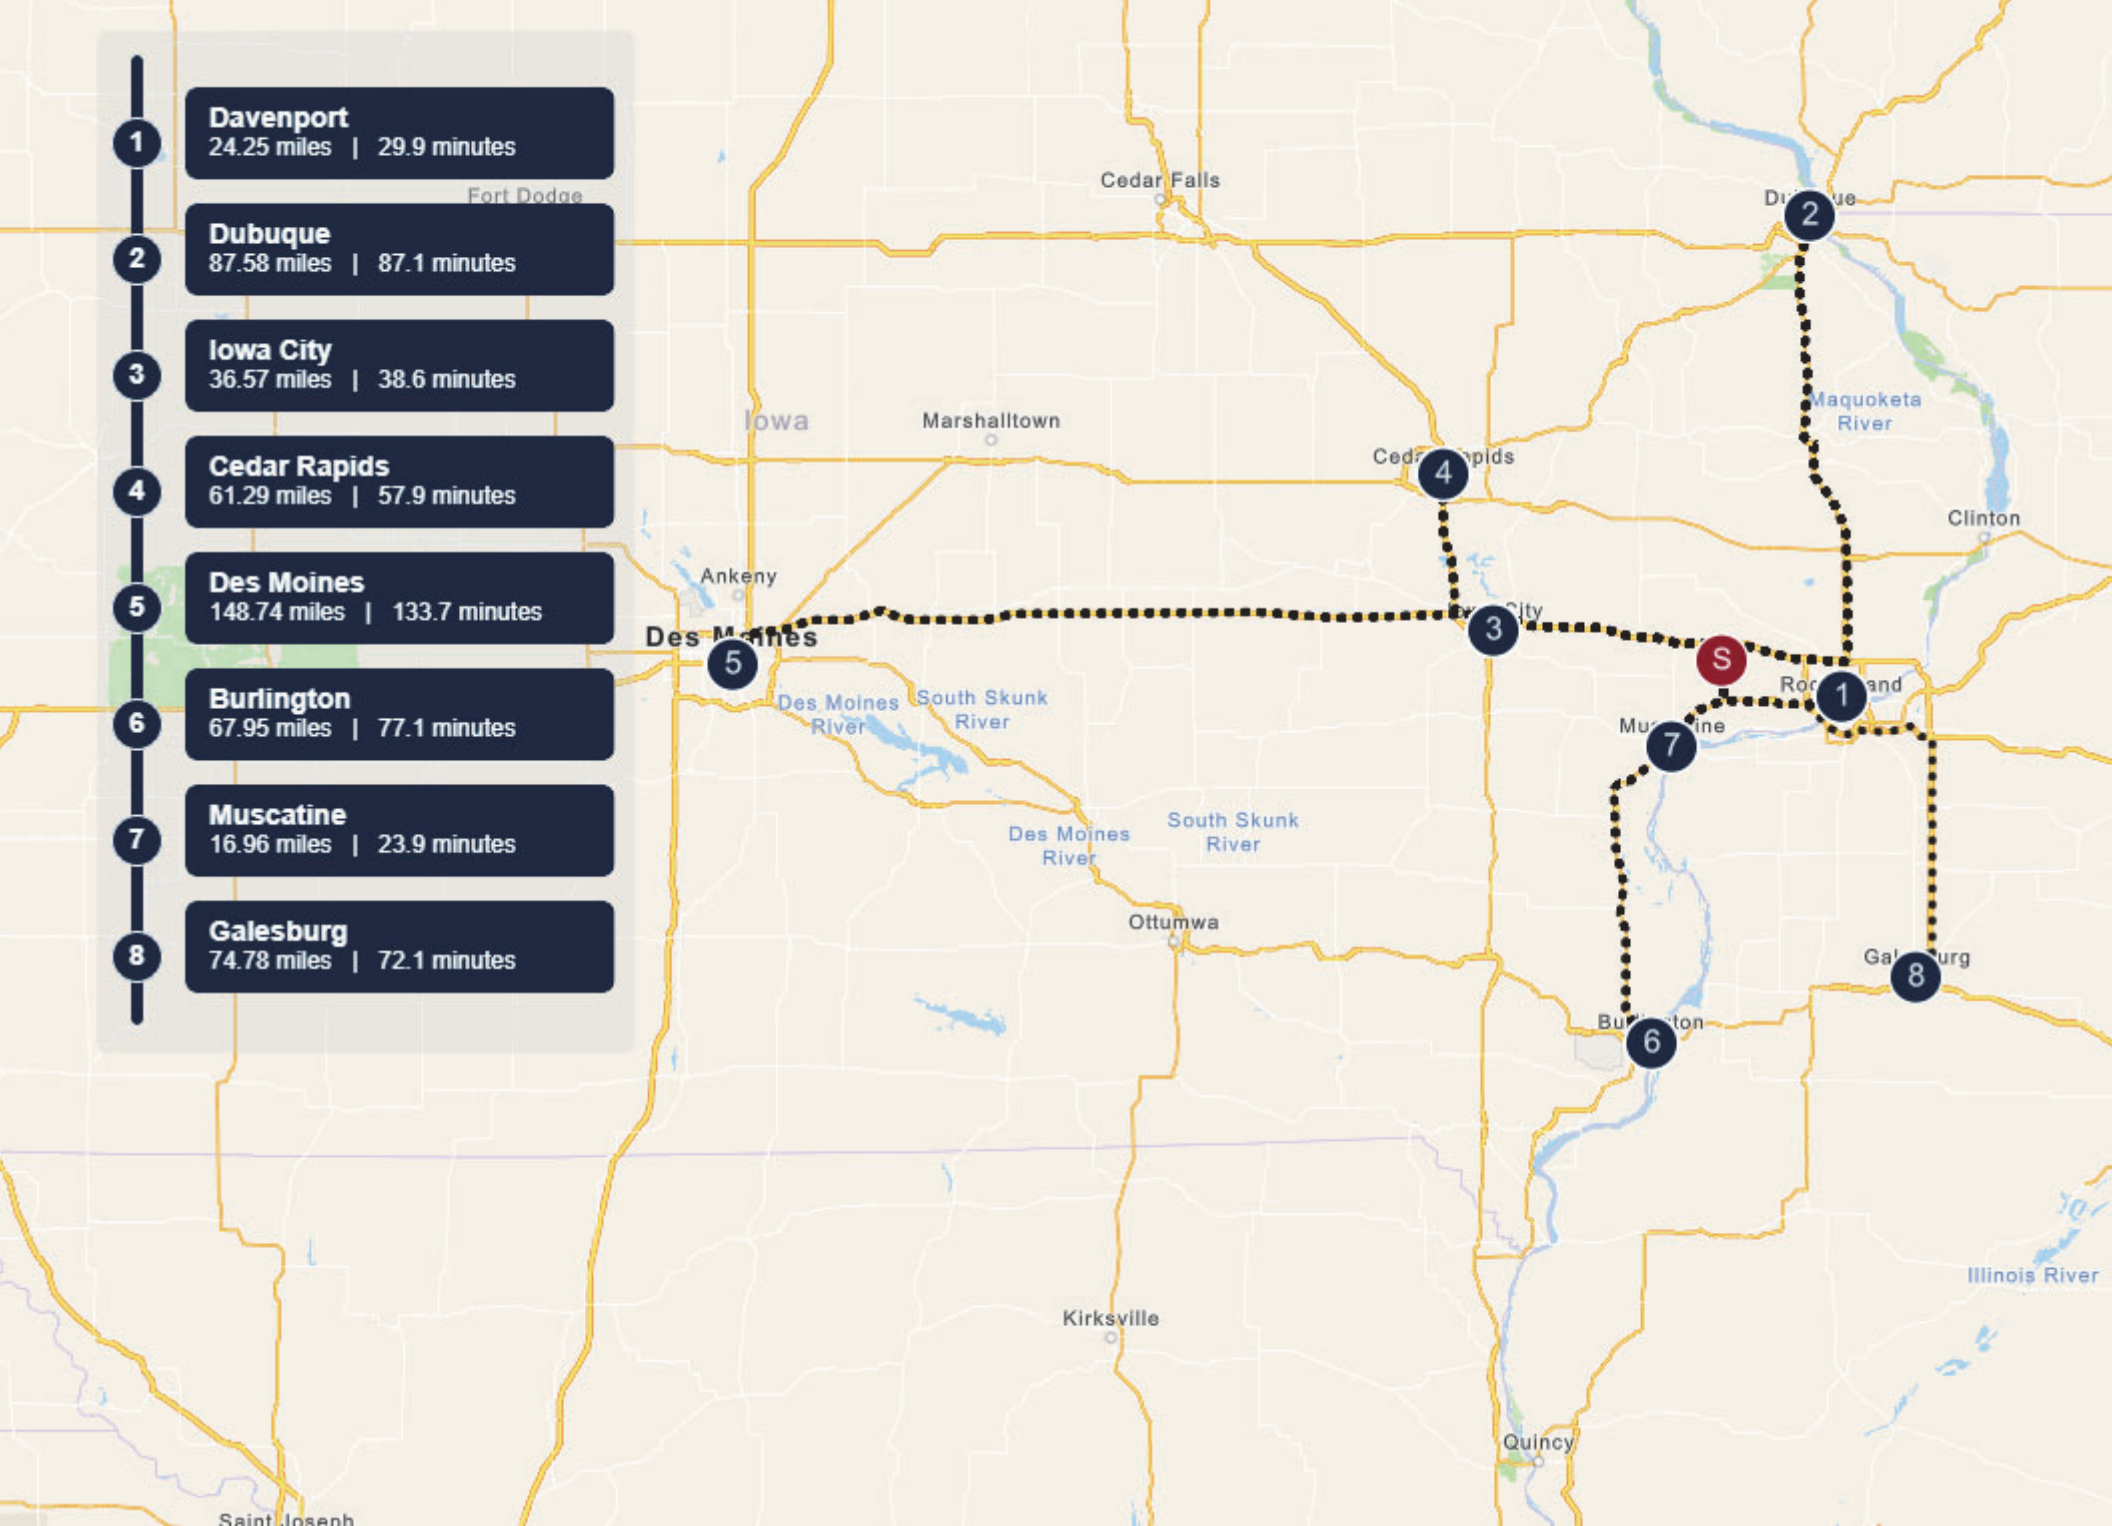 1
Davenport
24.25 miles | 29.9 minutes
Fort Dodge
2
Dubuque
87.58 miles | 87.1 minutes
3
Iowa City
36.57 miles | 38.6 minutes
4
Cedar Rapids
61.29 miles | 57.9 minutes
5
Des Moines
148.74 miles | 133.7 minutes
6
Burlington
67.95 miles | 77.1 minutes
7
Muscatine
16.96 miles | 23.9 minutes
8
Galesburg
74.78 miles | 72.1 minutes
Cedar Falls
2
Maquoketa
River
Iowa
Marshalltown
4
Clinton
Ankeny
Des Moines
5
3
S
1
7
Des Moines
River
South Skunk
River
Des Moines
River
South Skunk
River
Ottumwa
8
6
Illinois River
Kirksville
Quincy
Saint Joseph